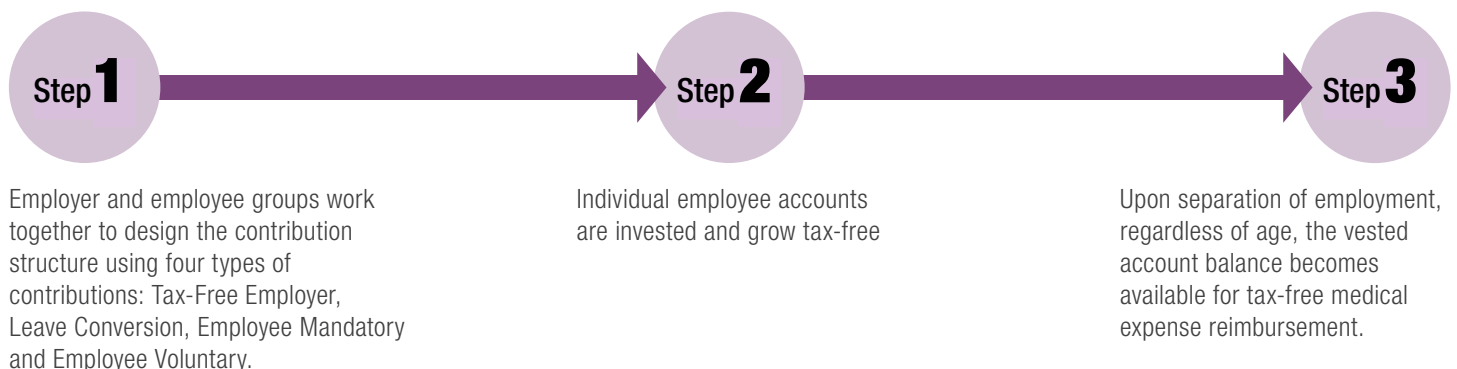 Step 1
Step 2
Step 3
Employer and employee groups work
together to design the contribution
structure using four types of
contributions: Tax-Free Employer,
Leave Conversion, Employee Mandatory
and Employee Voluntary.
Individual employee accounts
are invested and grow tax-free
Upon separation of employment,
regardless of age, the vested
account balance becomes
available for tax-free medical
expense reimbursement.